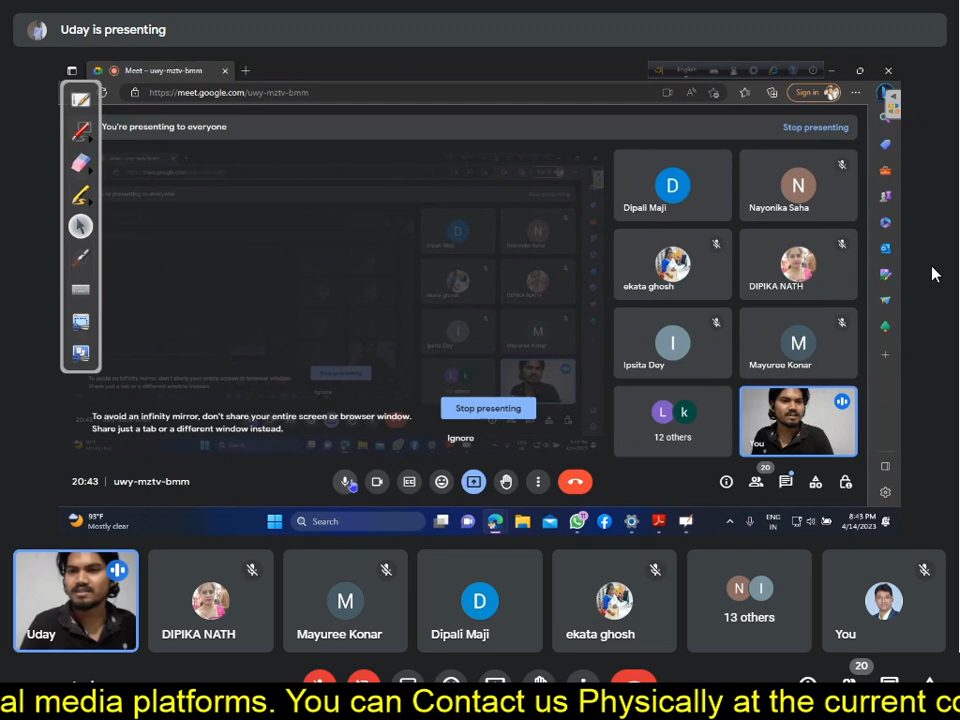 Uday is presenting
Meet – uwy-mztv-bmm
English
https://meet.google.com/uwy-mztv-bmm
Sign in
You're presenting to everyone
Stop presenting
Dipali Maji
Nayonika Saha
ekata ghosh
DIPIKA NATH
Ipsita Dey
Mayuree Konar
12 others
You
To avoid an infinity mirror, don't share your entire screen or browser window.
Share just a tab or a different window instead.
Stop presenting
Ignore
20:43
uwy-mztv-bmm
20
93°F
Mostly clear
Search
ENG
IN
8:43 PM
4/14/2023
Uday
DIPIKA NATH
Mayuree Konar
Dipali Maji
ekata ghosh
13 others
You
20
al media platforms. You can Contact us Physically at the current co